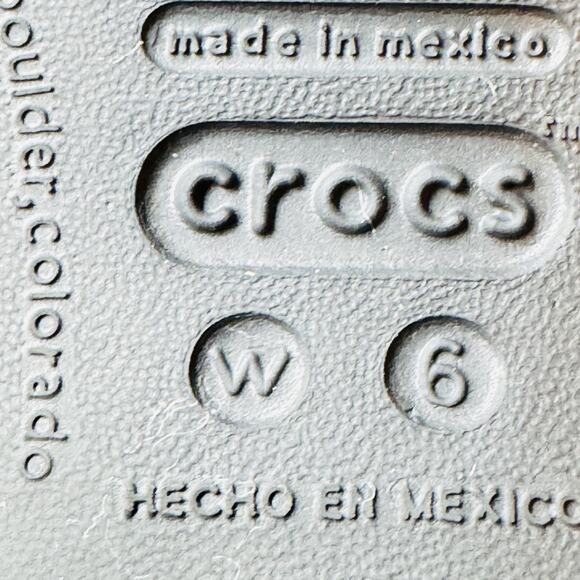 made in mexico
crocs
W 6
HECHO EN MEXICO
boulder, colorado